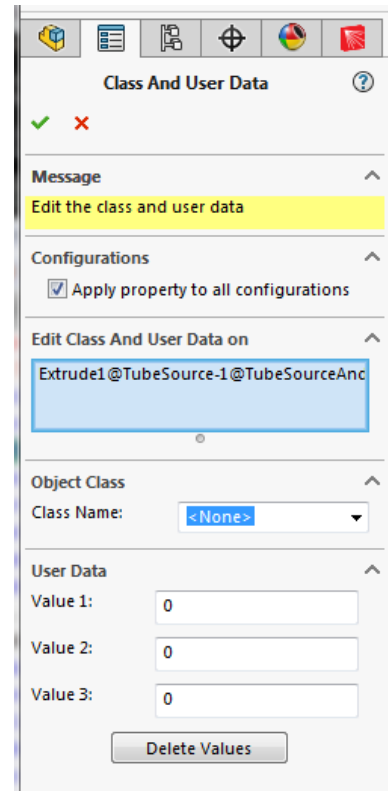 Class And User Data
Message
Edit the class and user data
Configurations
Apply property to all configurations
Edit Class And User Data on
Extrude1@TubeSource-1@TubeSourceAnd
Object Class
Class Name: <None>
User Data
Value 1: 0
Value 2: 0
Value 3: 0
Delete Values